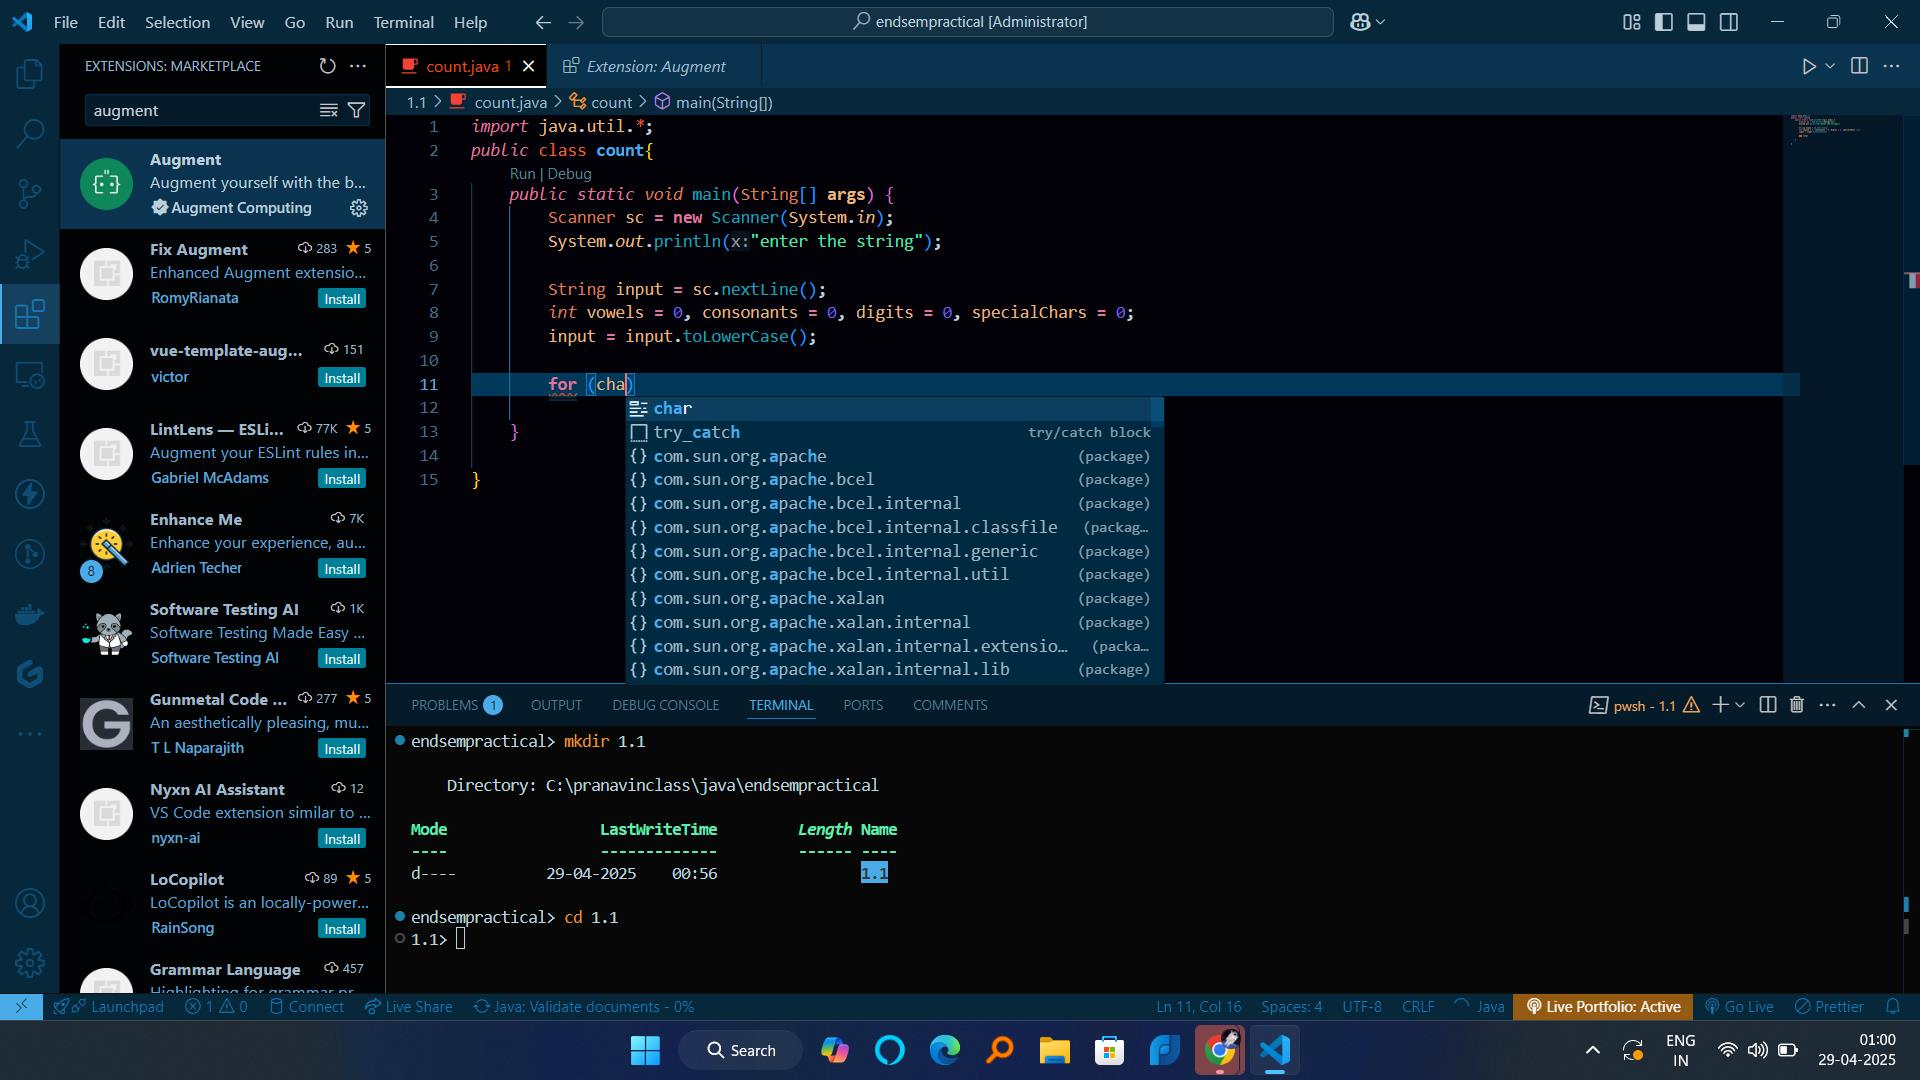 File Edit Selection View Go Run Terminal Help
endsempractical [Administrator]
EXTENSIONS: MARKETPLACE
augment
Augment
Augment yourself with the b...
Augment Computing
Fix Augment 283 5
Enhanced Augment extensio...
RomyRianata Install
vue-template-aug... 151
victor Install
LintLens — ESLi... 77K 5
Augment your ESLint rules in...
Gabriel McAdams Install
Enhance Me 7K
Enhance your experience, au...
8
Adrien Techer Install
Software Testing AI 1K
Software Testing Made Easy ...
Software Testing AI Install
Gunmetal Code ... 277 5
An aesthetically pleasing, mu...
T L Naparajith Install
Nyxn AI Assistant 12
VS Code extension similar to ...
nyxn-ai Install
LoCopilot 89 5
LoCopilot is an locally-power...
RainSong Install
Grammar Language 457
count.java 1
Extension: Augment
1.1 > count.java > count > main(String[])
1 import java.util.*;
2 public class count{
Run | Debug
3 public static void main(String[] args) {
4 Scanner sc = new Scanner(System.in);
5 System.out.println(x:"enter the string");
6
7 String input = sc.nextLine();
8 int vowels = 0, consonants = 0, digits = 0, specialChars = 0;
9 input = input.toLowerCase();
10
11 for (cha)
12
13 }
14
15 }
char
try_catch try/catch block
{} com.sun.org.apache (package)
{} com.sun.org.apache.bcel (package)
{} com.sun.org.apache.bcel.internal (package)
{} com.sun.org.apache.bcel.internal.classfile (packag...
{} com.sun.org.apache.bcel.internal.generic (package)
{} com.sun.org.apache.bcel.internal.util (package)
{} com.sun.org.apache.xalan (package)
{} com.sun.org.apache.xalan.internal (package)
{} com.sun.org.apache.xalan.internal.extensio... (packa...
{} com.sun.org.apache.xalan.internal.lib (package)
PROBLEMS 1 OUTPUT DEBUG CONSOLE TERMINAL PORTS COMMENTS
pwsh - 1.1
endsempractical> mkdir 1.1
Directory: C:\pranavinclass\java\endsempractical
Mode LastWriteTime Length Name
---- ------------- ------ ----
d---- 29-04-2025 00:56 1.1
endsempractical> cd 1.1
1.1>
Launchpad 1 0 Connect Live Share Java: Validate documents - 0%
Ln 11, Col 16 Spaces: 4 UTF-8 CRLF Java Live Portfolio: Active Go Live Prettier
Search
ENG
IN
01:00
29-04-2025